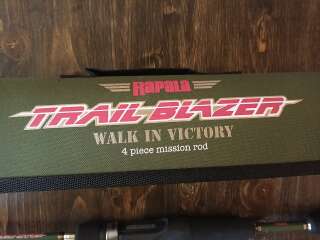 RAPALA
TRAIL BLAZER
WALK IN VICTORY
4 piece mission rod